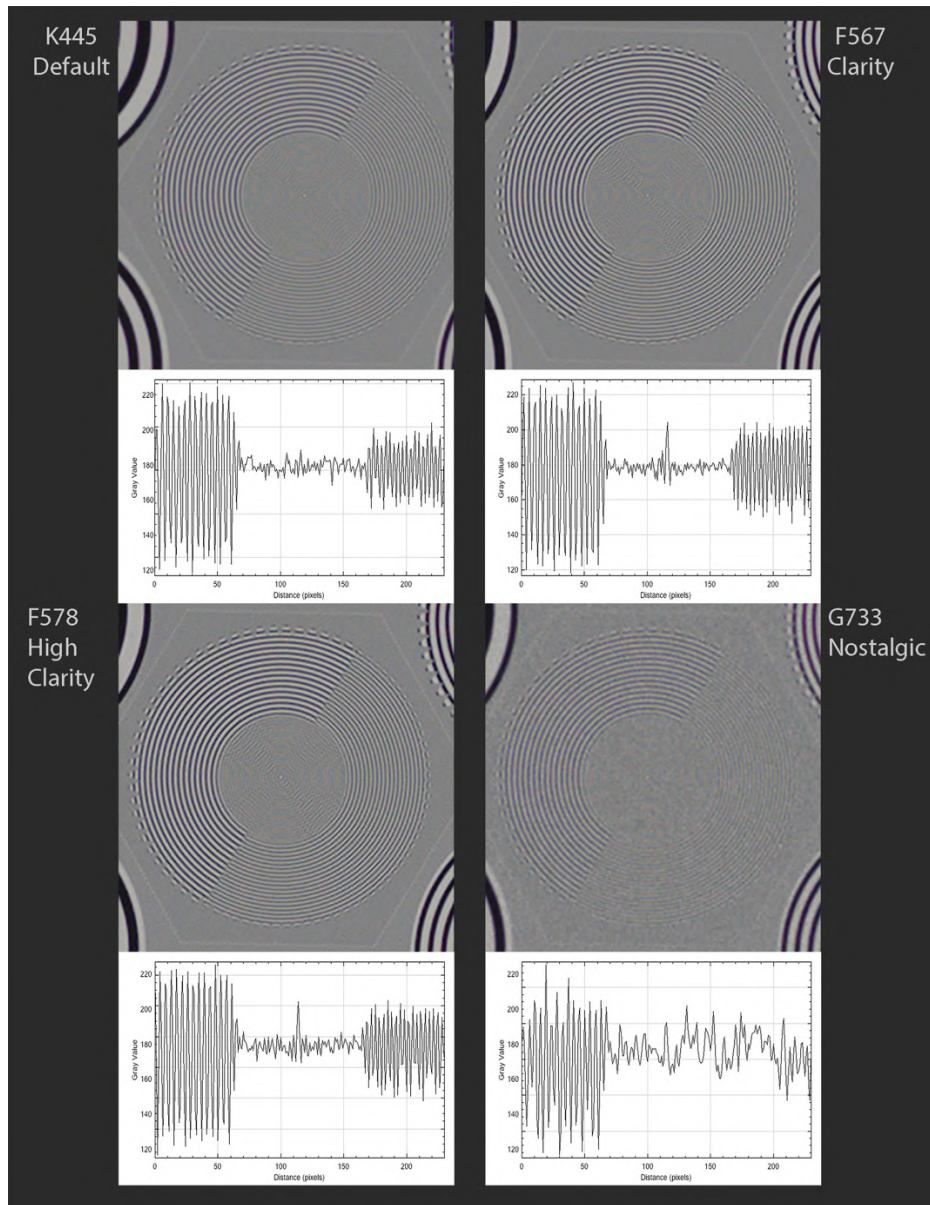 K445
Default
F567
Clarity
220
200
180
160
140
120
Gray Value
0 50 100 150 200
Distance (pixels)
220
200
180
160
140
120
Gray Value
0 50 100 150 200
Distance (pixels)
F578
High
Clarity
G733
Nostalgic
220
200
180
160
140
120
Gray Value
0 50 100 150 200
Distance (pixels)
220
200
180
160
140
120
Gray Value
0 50 100 150 200
Distance (pixels)